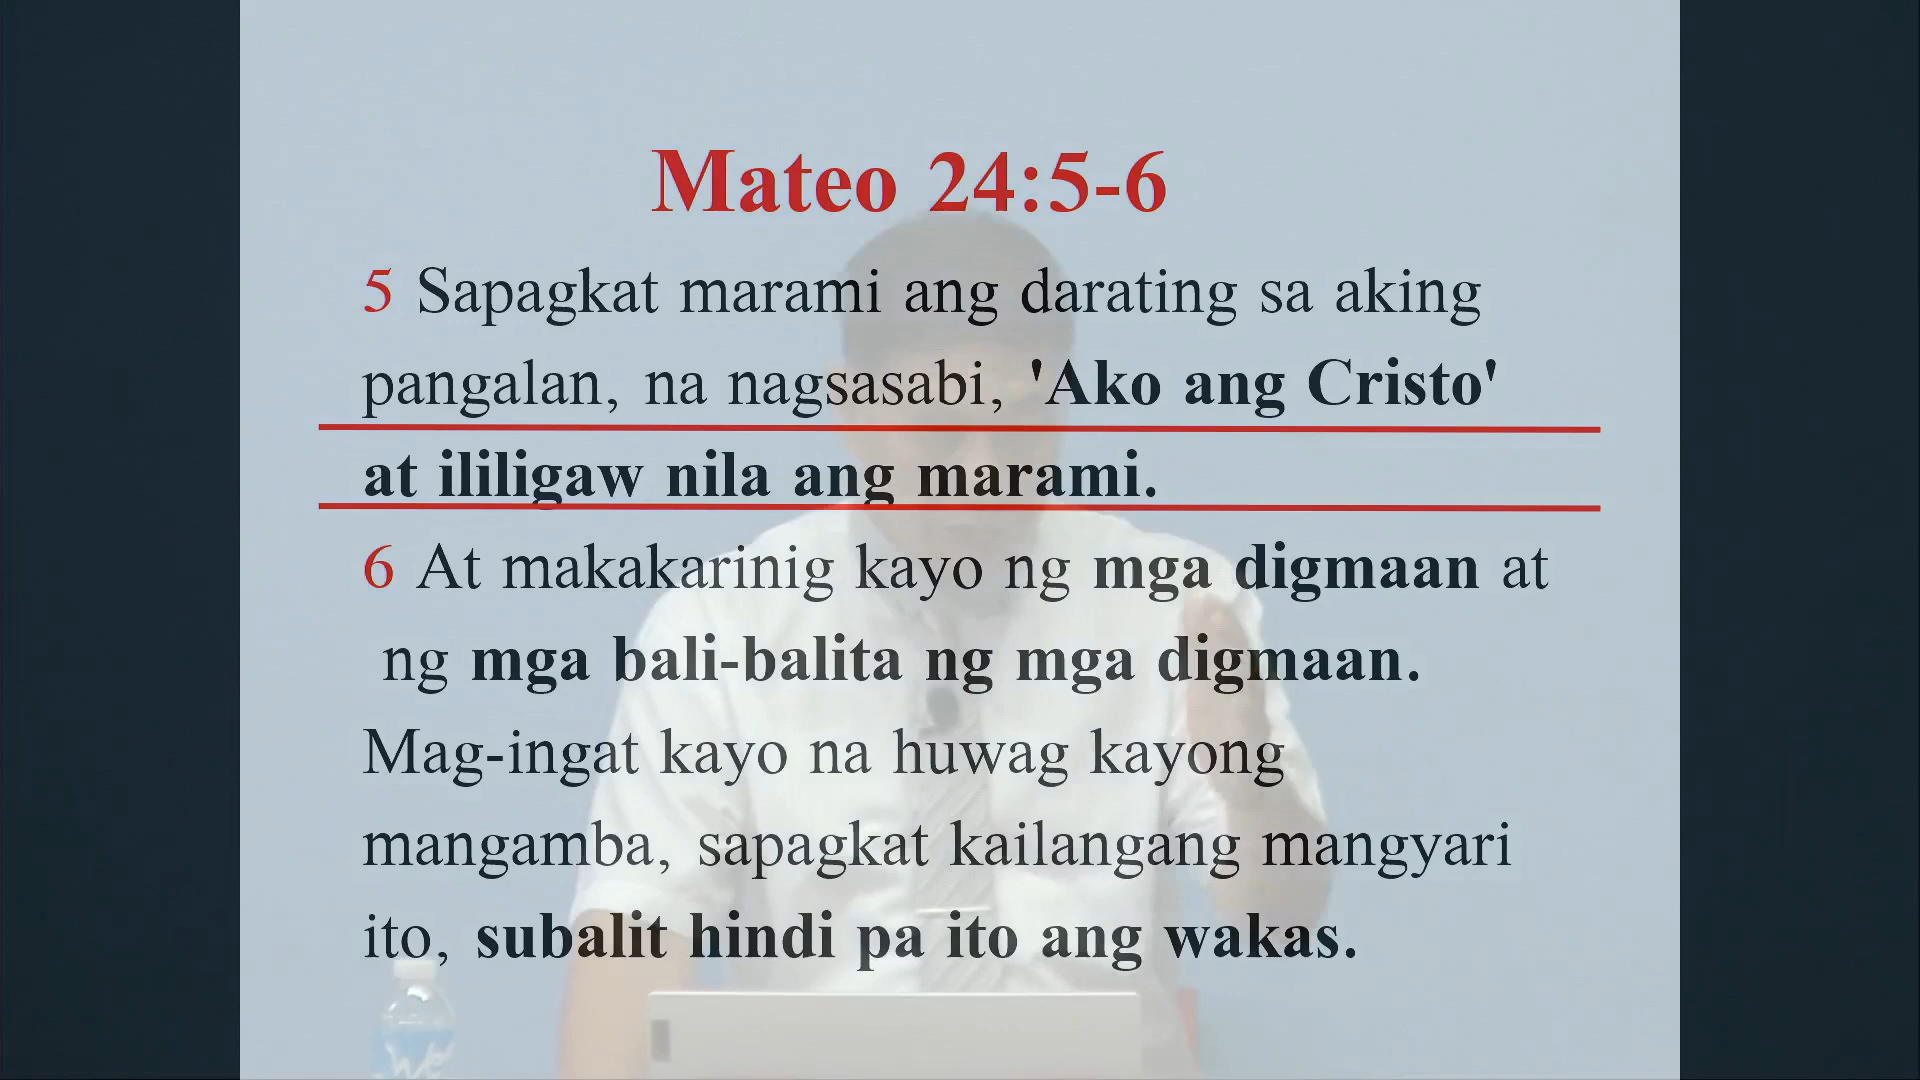 Mateo 24:5-6
5 Sapagkat marami ang darating sa aking
pangalan, na nagsasabi, 'Ako ang Cristo'
at ililigaw nila ang marami.
6 At makakarinig kayo ng mga digmaan at
ng mga bali-balita ng mga digmaan.
Mag-ingat kayo na huwag kayong
mangamba, sapagkat kailangang mangyari
ito, subalit hindi pa ito ang wakas.